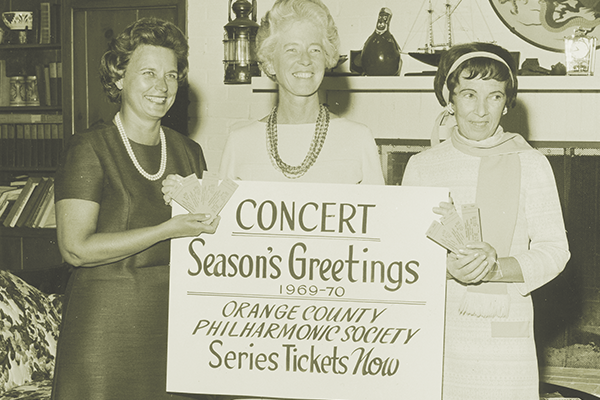 CONCERT
Season's Greetings
1969-70
ORANGE COUNTY
PHILHARMONIC SOCIETY
Series Tickets Now